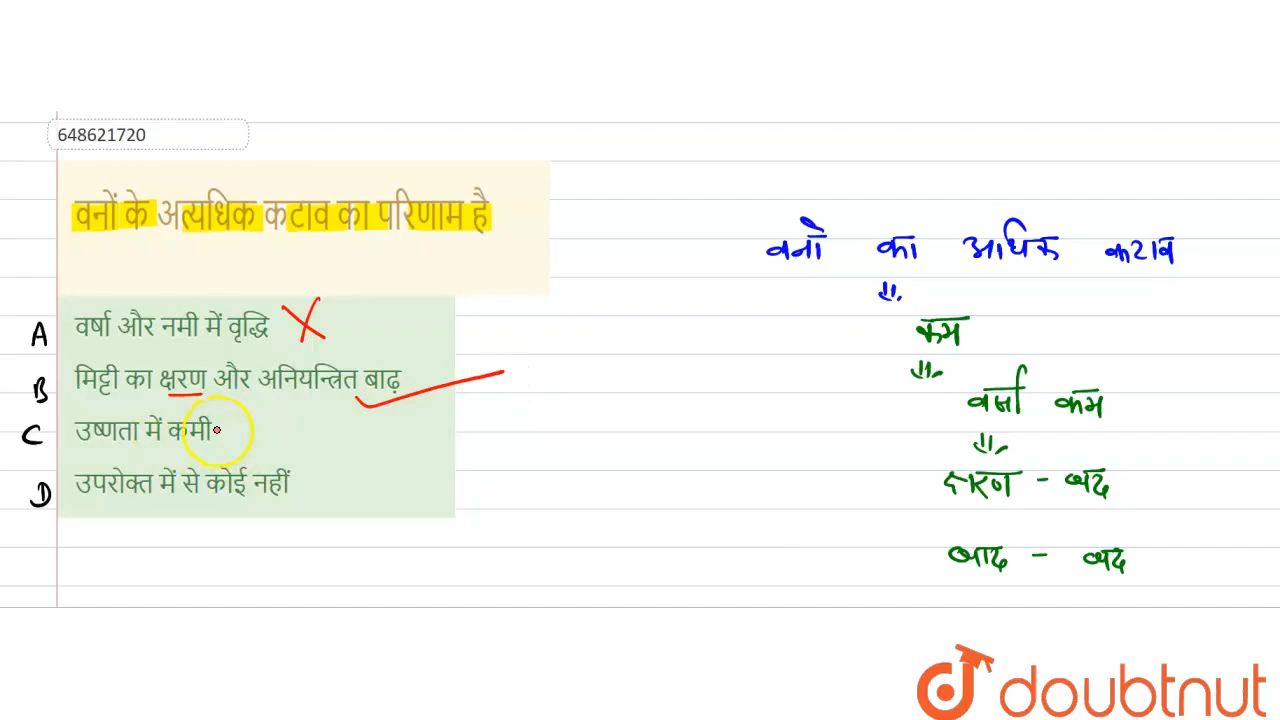 648621720
वनों के अत्यधिक कटाव का परिणाम है
A वर्षा और नमी में वृद्धि
B मिट्टी का क्षरण और अनियन्त्रित बाढ़
C उष्णता में कमी
D उपरोक्त में से कोई नहीं
वनों का अधिक कटाव
कम
वर्षा कम
क्षरण - बढ
बाढ - बढ
doubtnut